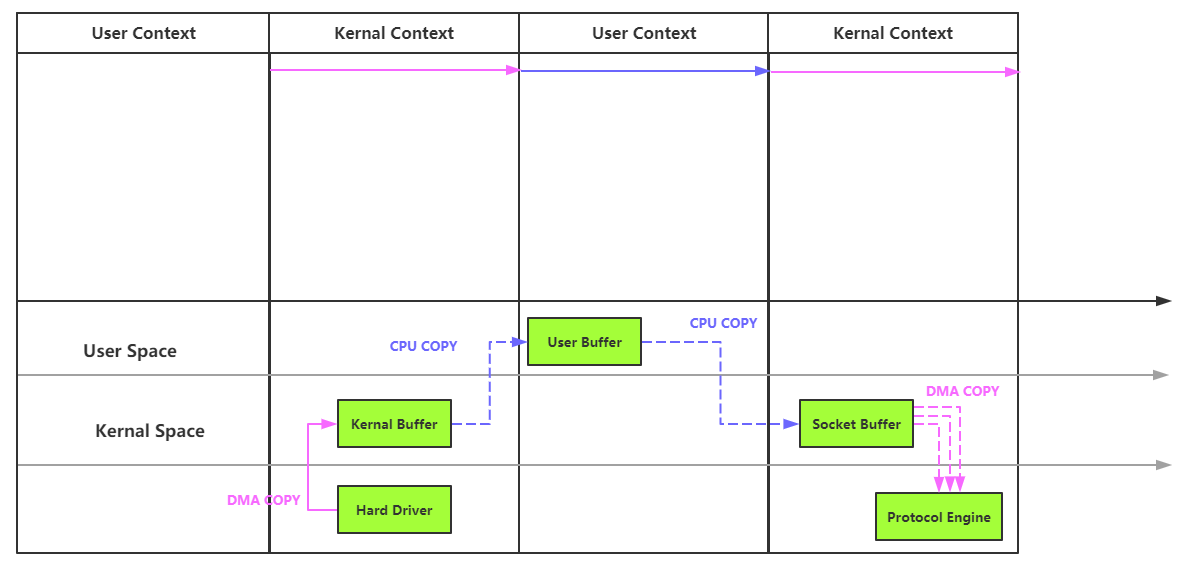 User Context
Kernal Context
User Context
Kernal Context
CPU COPY
User Buffer
CPU COPY
User Space
DMA COPY
Kernal Space
Kernal Buffer
Socket Buffer
DMA COPY
Hard Driver
Protocol Engine